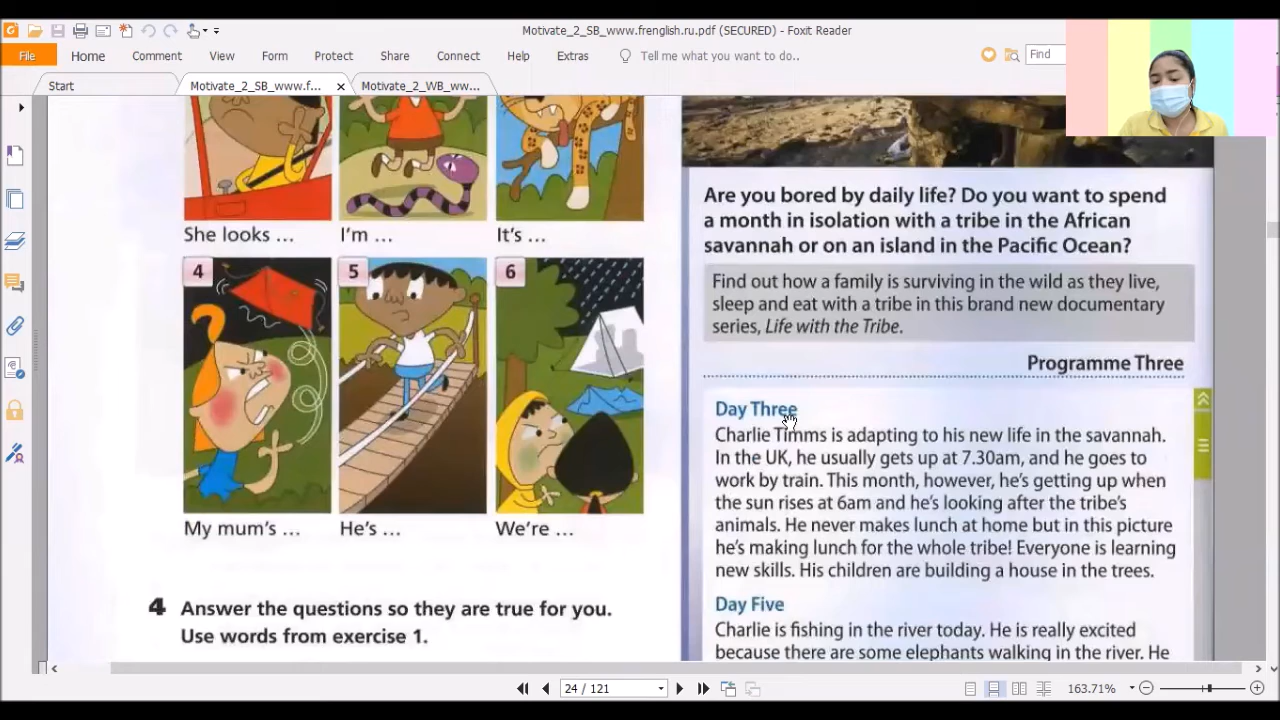 Motivate_2_SB_www.frenglish.ru.pdf (SECURED) - Foxit Reader
File Home Comment View Form Protect Share Connect Help Extras Tell me what you want to do.. Find
Start Motivate_2_SB_www.f... Motivate_2_WB_ww...
She looks ... I'm ... It's ...
4 5 6
My mum's ... He's ... We're ...
4 Answer the questions so they are true for you.
Use words from exercise 1.
Are you bored by daily life? Do you want to spend
a month in isolation with a tribe in the African
savannah or on an island in the Pacific Ocean?
Find out how a family is surviving in the wild as they live,
sleep and eat with a tribe in this brand new documentary
series, Life with the Tribe.
Programme Three
Day Three
Charlie Timms is adapting to his new life in the savannah.
In the UK, he usually gets up at 7.30am, and he goes to
work by train. This month, however, he's getting up when
the sun rises at 6am and he's looking after the tribe's
animals. He never makes lunch at home but in this picture
he's making lunch for the whole tribe! Everyone is learning
new skills. His children are building a house in the trees.
Day Five
Charlie is fishing in the river today. He is really excited
because there are some elephants walking in the river. He
24 / 121
163.71%